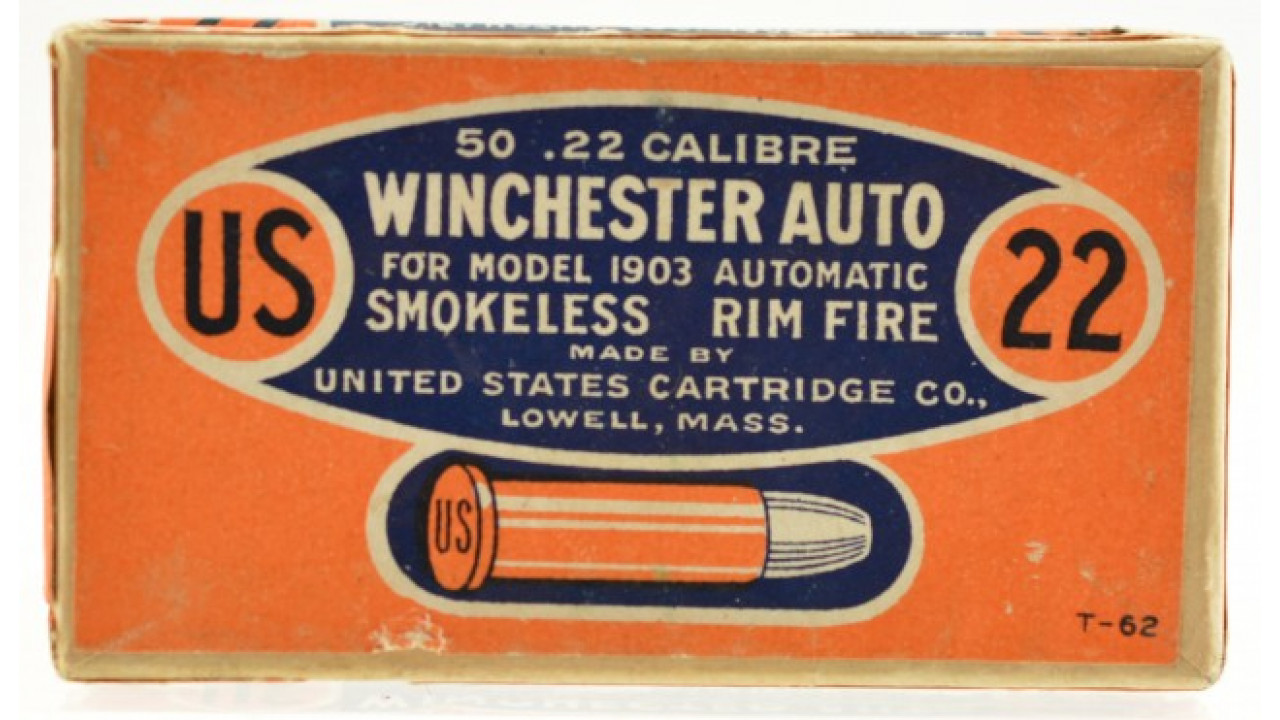 50 .22 CALIBRE
WINCHESTER AUTO
US
22
FOR MODEL 1903 AUTOMATIC
SMOKELESS RIM FIRE
MADE BY
UNITED STATES CARTRIDGE CO.,
LOWELL, MASS.
US
T-62